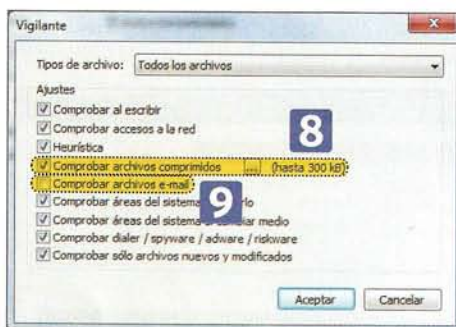 Vigilante
Tipos de archivo: Todos los archivos
Ajustes
Comprobar al escribir
Comprobar accesos a la red
8
Heurística
Comprobar archivos comprimidos ... (hasta 300 kB)
Comprobar archivos e-mail
9
Comprobar áreas del sistema
Comprobar áreas del sistema medio
Comprobar dialer / spyware / adware / riskware
Comprobar sólo archivos nuevos y modificados
Aceptar Cancelar